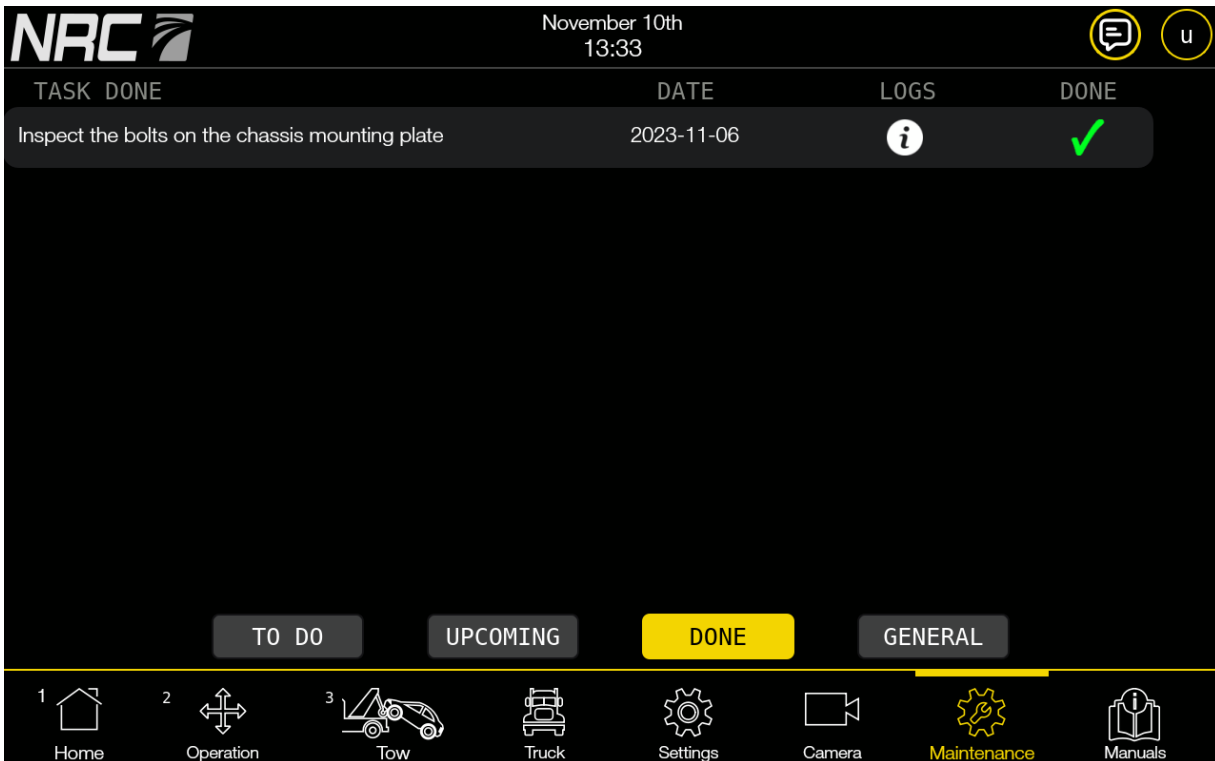 NRC
November 10th
13:33
u
TASK DONE DATE LOGS DONE
Inspect the bolts on the chassis mounting plate 2023-11-06 i
TO DO UPCOMING DONE GENERAL
1 2 3
Home Operation Tow Truck Settings Camera Maintenance Manuals